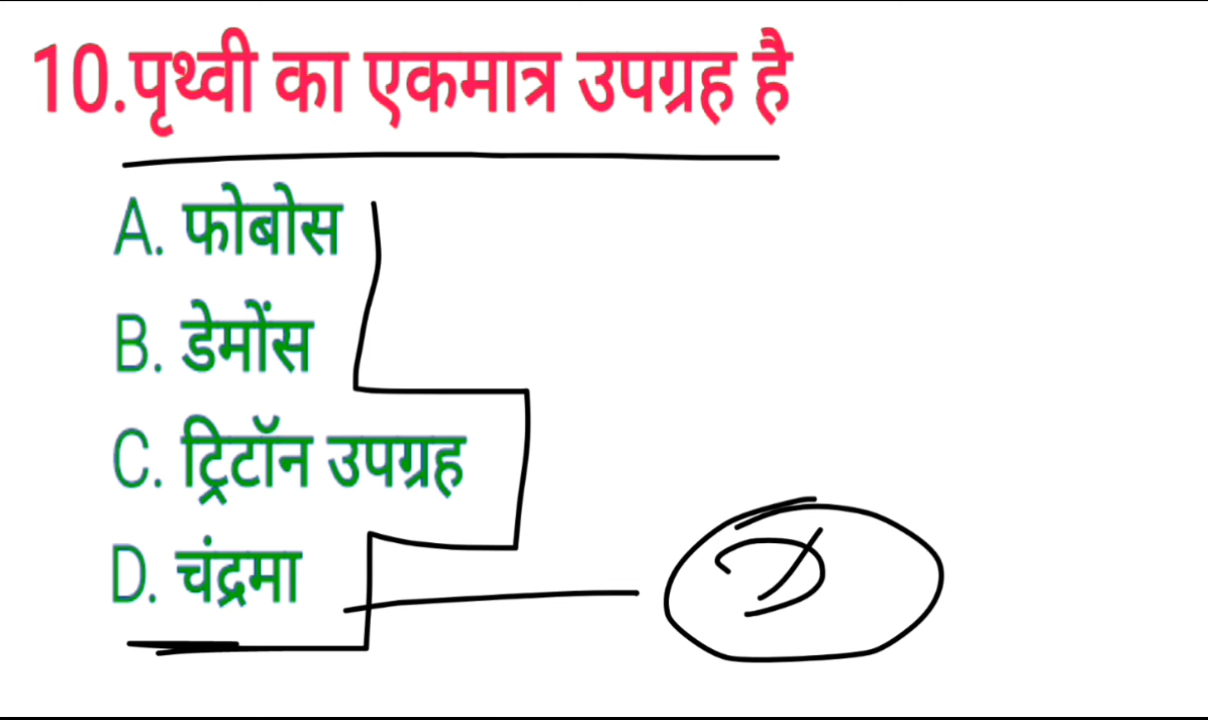 10.पृथ्वी का एकमात्र उपग्रह है
A. फोबोस
B. डेमोंस
C. ट्रिटॉन उपग्रह
D. चंद्रमा
D